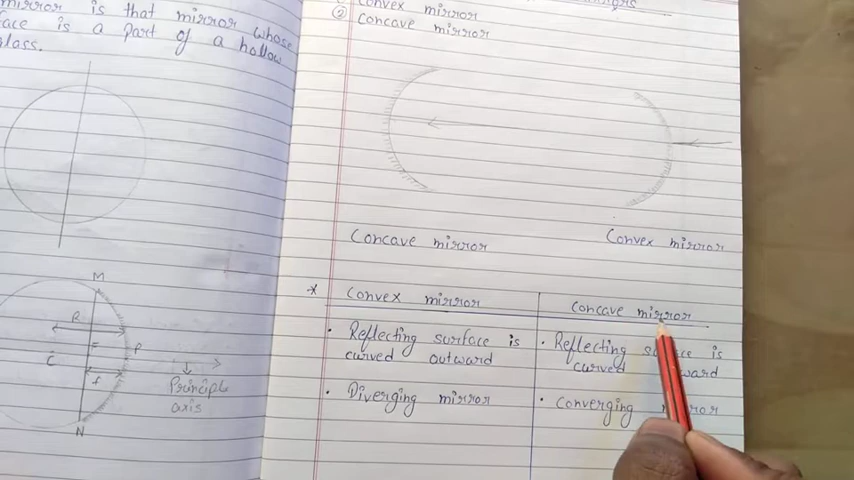 mirror is that mirror whose
face is a part of a hollow
glass.
M
R
F
P
C
f
Principle
axis
N
Convex mirror
② Concave mirror
Concave mirror
Convex mirror
* Convex mirror
Concave mirror
• Reflecting surface is
curved outward
• Reflecting is
curved
• Diverging mirror
• Converging